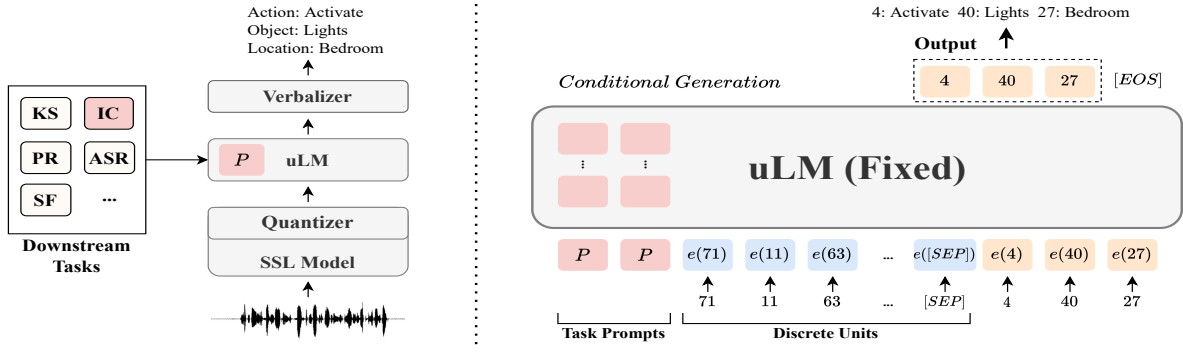 Action: Activate
Object: Lights
Location: Bedroom
Verbalizer
P uLM
Quantizer
SSL Model
KS IC
PR ASR
SF ...
Downstream
Tasks
4: Activate 40: Lights 27: Bedroom
Output
Conditional Generation
4 40 27 [EOS]
uLM (Fixed)
P P e(71) e(11) e(63) ... e([SEP]) e(4) e(40) e(27)
71 11 63 ... [SEP] 4 40 27
Task Prompts Discrete Units